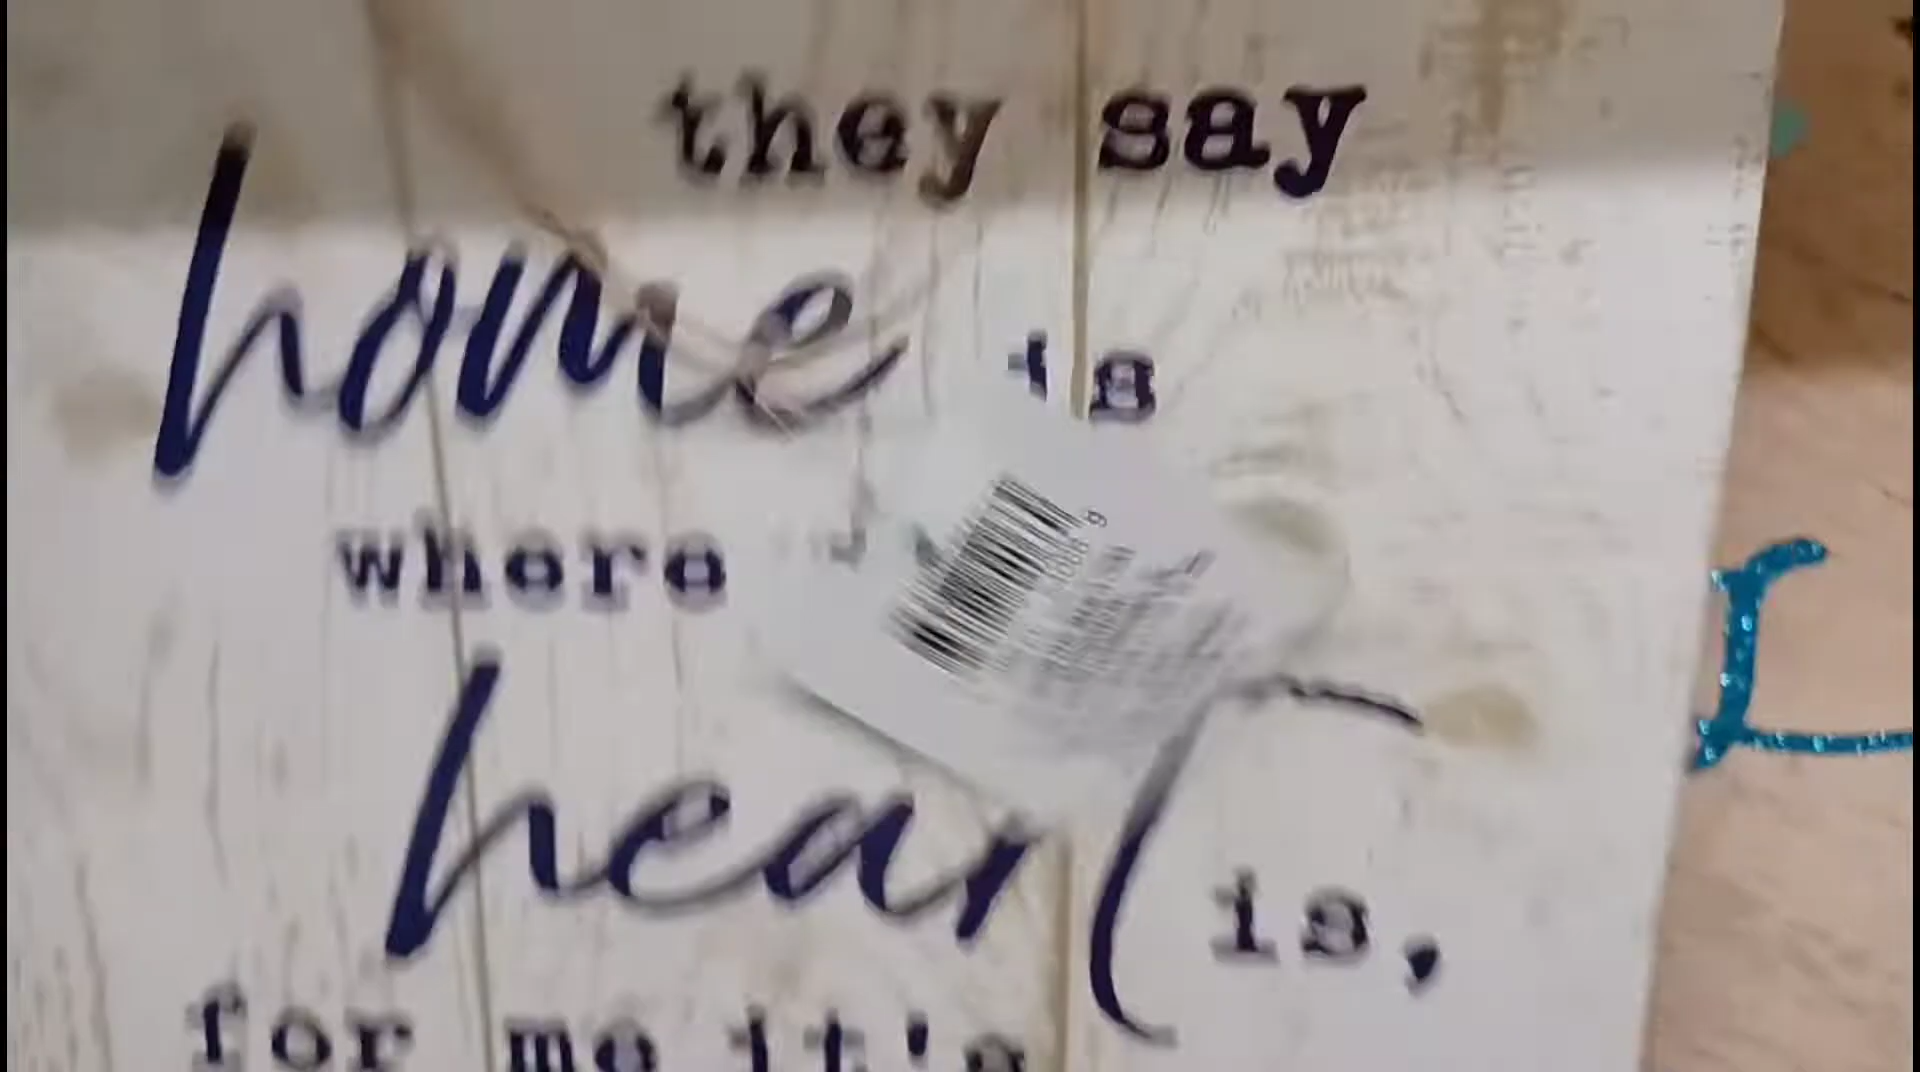 they say
home is
where
heart is,
for me it's